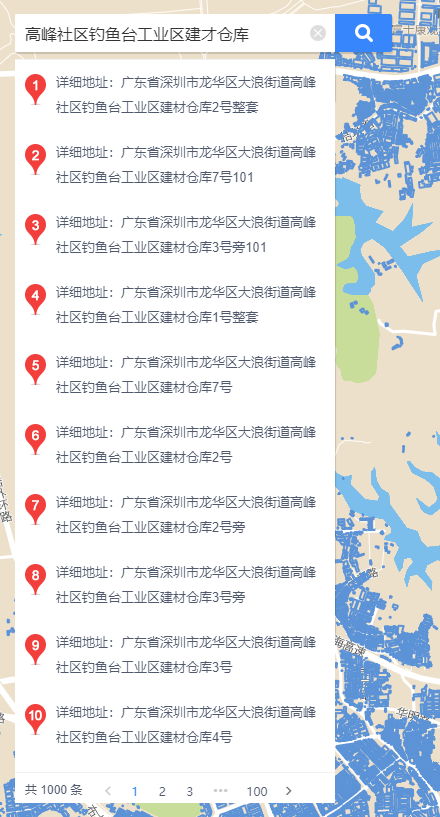 高峰社区钓鱼台工业区建才仓库
1 详细地址：广东省深圳市龙华区大浪街道高峰
社区钓鱼台工业区建材仓库2号整套
2 详细地址：广东省深圳市龙华区大浪街道高峰
社区钓鱼台工业区建材仓库7号101
3 详细地址：广东省深圳市龙华区大浪街道高峰
社区钓鱼台工业区建材仓库3号旁101
4 详细地址：广东省深圳市龙华区大浪街道高峰
社区钓鱼台工业区建材仓库1号整套
5 详细地址：广东省深圳市龙华区大浪街道高峰
社区钓鱼台工业区建材仓库7号
6 详细地址：广东省深圳市龙华区大浪街道高峰
社区钓鱼台工业区建材仓库2号
7 详细地址：广东省深圳市龙华区大浪街道高峰
社区钓鱼台工业区建材仓库2号旁
8 详细地址：广东省深圳市龙华区大浪街道高峰
社区钓鱼台工业区建材仓库3号旁
9 详细地址：广东省深圳市龙华区大浪街道高峰
社区钓鱼台工业区建材仓库3号
10 详细地址：广东省深圳市龙华区大浪街道高峰
社区钓鱼台工业区建材仓库4号
共 1000 条 1 2 3 ••• 100
海高速